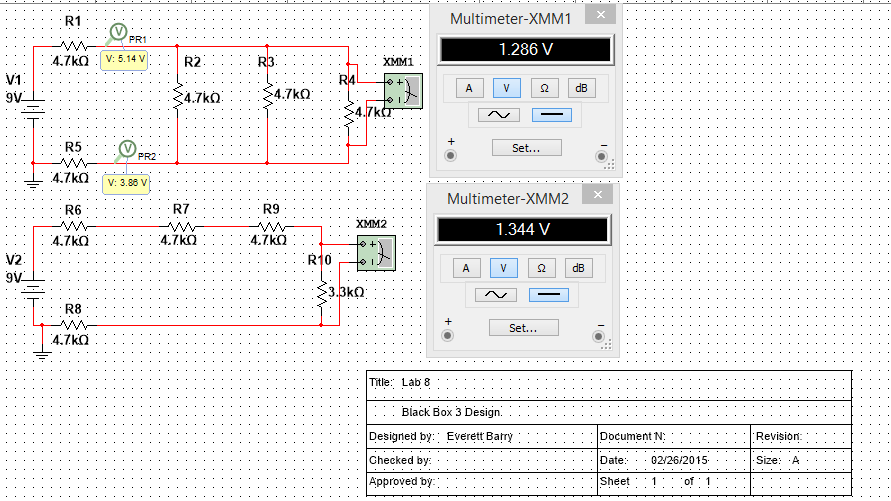 R1
PR1
V: 5.14 V
4.7kΩ
R2
R3
XMM1
V1
9V
4.7kΩ
4.7kΩ
R4
4.7kΩ
R5
PR2
4.7kΩ
V: 3.86 V
R6
R7
R9
XMM2
4.7kΩ
4.7kΩ
4.7kΩ
V2
9V
R10
3.3kΩ
R8
4.7kΩ
Multimeter-XMM1
1.286 V
A V Ω dB
+ −
Set...
Multimeter-XMM2
1.344 V
A V Ω dB
+ −
Set...
Title: Lab 8
Black Box 3 Design.
Designed by: Everett Barry
Document N:
Revision:
Checked by:
Date: 02/26/2015
Size: A
Approved by:
Sheet 1 of 1